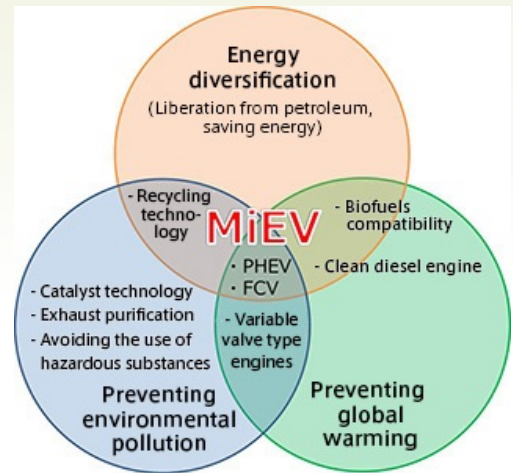 Energy
diversification
(Liberation from petroleum,
saving energy)
- Recycling
techno-
logy
MiEV
- Biofuels
compatibility
· PHEV
· FCV
- Clean diesel engine
- Catalyst technology
- Exhaust purification
- Avoiding the use of
hazardous substances
- Variable
valve type
engines
Preventing
environmental
pollution
Preventing
global
warming